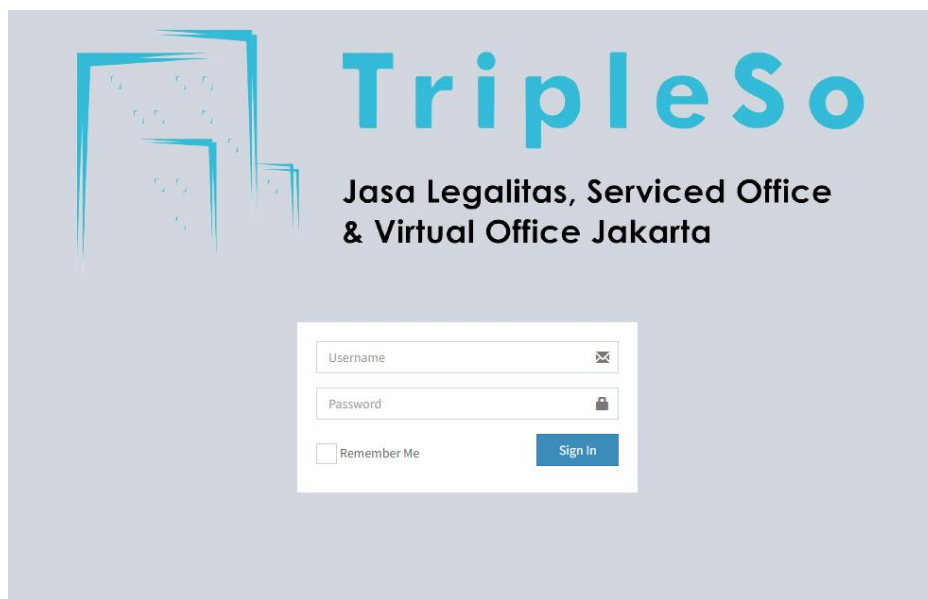 TripleSo
Jasa Legalitas, Serviced Office
& Virtual Office Jakarta
Username
Password
Remember Me
Sign In